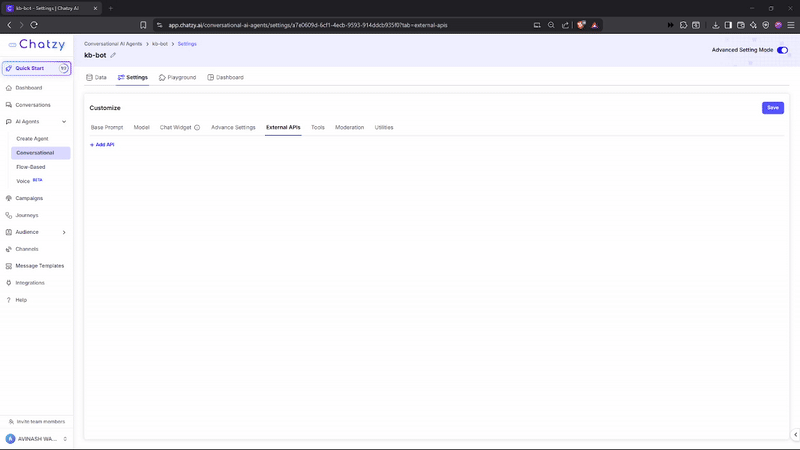 kb-bot - Settings | Chatzy AI
app.chatzy.ai/conversational-ai-agents/settings/a7e0609d-8cf1-4ecb-9593-914ddcb935f0?tab=external-apis
Chatzy
Quick Start
Dashboard
Conversations
AI Agents
Create Agent
Conversational
Flow-Based
Voice BETA
Campaigns
Journeys
Audience
Channels
Message Templates
Integrations
Help
Invite team members
AVINASH WA...
Conversational AI Agents > kb-bot > Settings
kb-bot
Advanced Setting Mode
Data Settings Playground Dashboard
Customize
Save
Base Prompt Model Chat Widget Advance Settings External APIs Tools Moderation Utilities
+ Add API